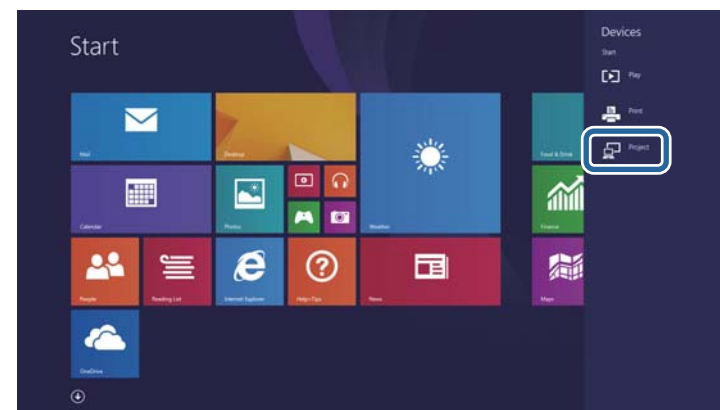 Start
Devices
Start
Play
Print
Project
Mail
Desktop
Weather
Food & Drink
Calendar
Photos
Finance
People
Reading List
Internet Explorer
Help+Tips
News
Maps
OneDrive